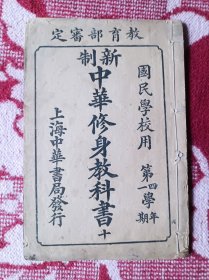 教育部審定
國民學校用 第四學年第一學期
新制
中華修身教科書 十
上海中華書局發行